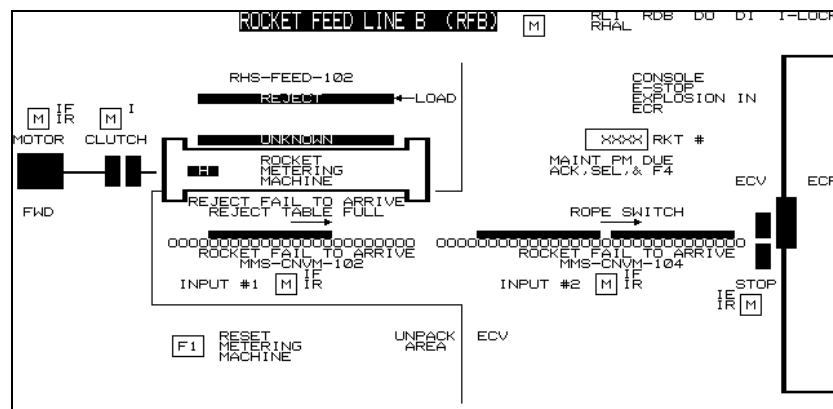 ROCKET FEED LINE B (RFB)
M
RLI RDB DO DI I-LOCK
RHAL
RHS-FEED-102
REJECT
LOAD
CONSOLE
E-STOP
EXPLOSION IN
ECR
M
IF
IR
M
I
MOTOR
CLUTCH
UNKNOWN
XXXX RKT #
H
ROCKET
METERING
MACHINE
MAINT PM DUE
ACK,SEL,& F4
ECV
ECR
FWD
REJECT FAIL TO ARRIVE
REJECT TABLE FULL
ROPE SWITCH
ROCKET FAIL TO ARRIVE
MMS-CNVM-102
ROCKET FAIL TO ARRIVE
MMS-CNVM-104
INPUT #1
M
IF
IR
INPUT #2
M
IF
IR
STOP
IE
IR
M
F1
RESET
METERING
MACHINE
UNPACK
AREA
ECV